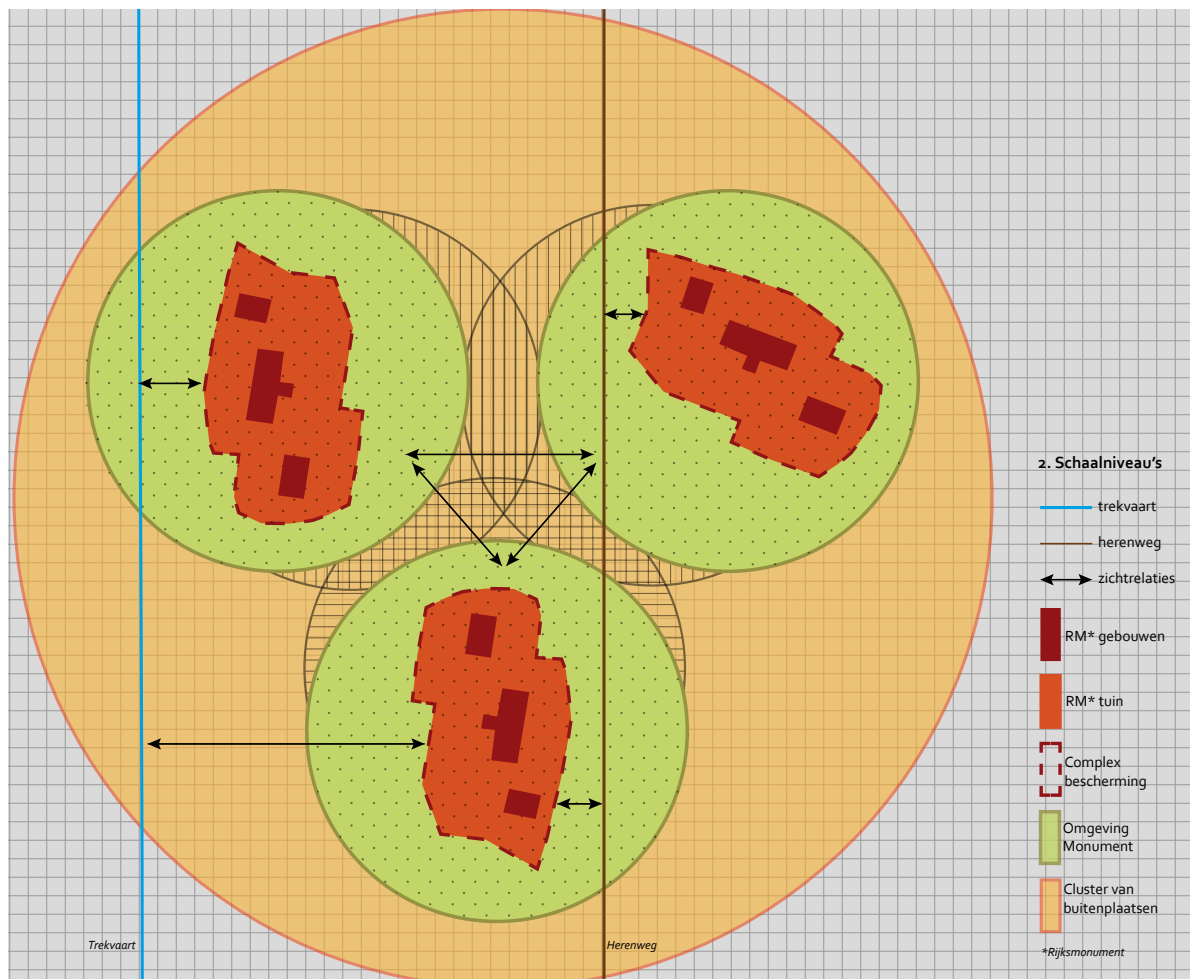 2. Schaalniveau's
trekvaart
herenweg
zichtrelaties
RM* gebouwen
RM* tuin
Complex
bescherming
Omgeving
Monument
Cluster van
buitenplaatsen
*Rijksmonument
Trekvaart
Herenweg